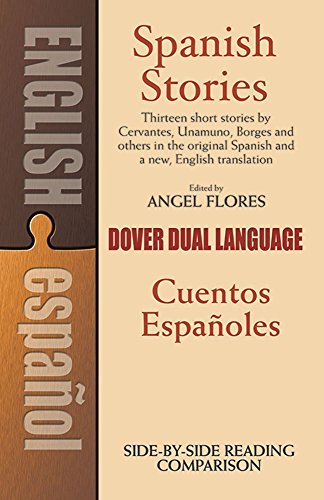 ENGLISH
español
Spanish
Stories
Thirteen short stories by
Cervantes, Unamuno, Borges and
others in the original Spanish and
a new, English translation
Edited by
ANGEL FLORES
DOVER DUAL LANGUAGE
Cuentos
Españoles
SIDE-BY-SIDE READING
COMPARISON